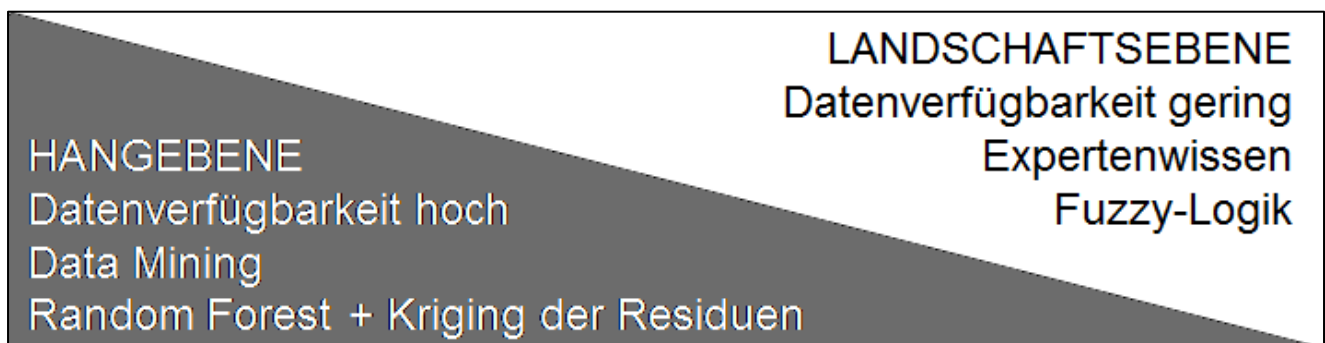 LANDSCHAFTSEBENE
Datenverfügbarkeit gering
Expertenwissen
Fuzzy-Logik
HANGEBENE
Datenverfügbarkeit hoch
Data Mining
Random Forest + Kriging der Residuen